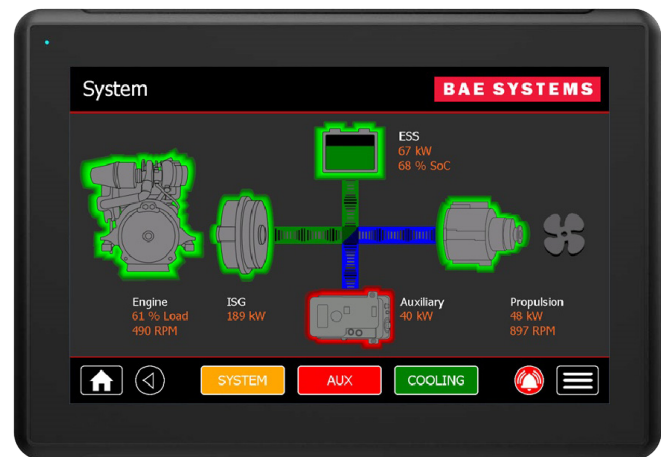 System
BAE SYSTEMS
ESS
67 kW
68 % SoC
Engine
61 % Load
490 RPM
ISG
189 kW
Auxiliary
40 kW
Propulsion
48 kW
897 RPM
SYSTEM
AUX
COOLING